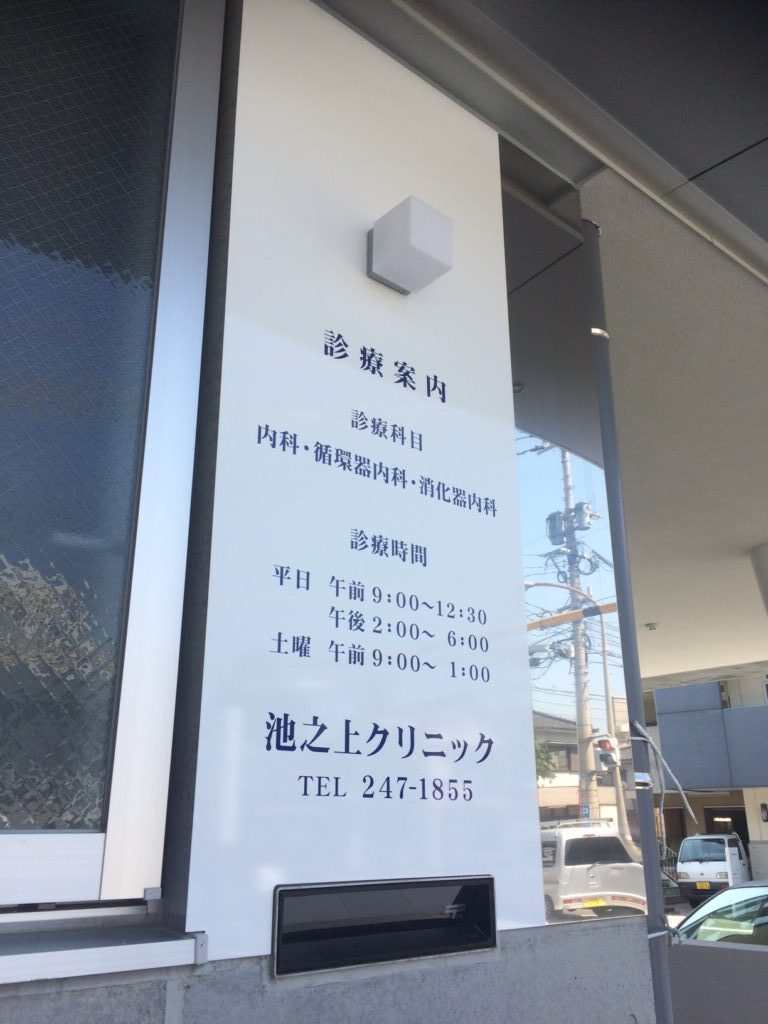 診療案内
診療科目
内科・循環器内科・消化器内科
診療時間
平日 午前 9:00〜12:30
午後 2:00〜 6:00
土曜 午前 9:00〜 1:00
池之上クリニック
TEL 247-1855